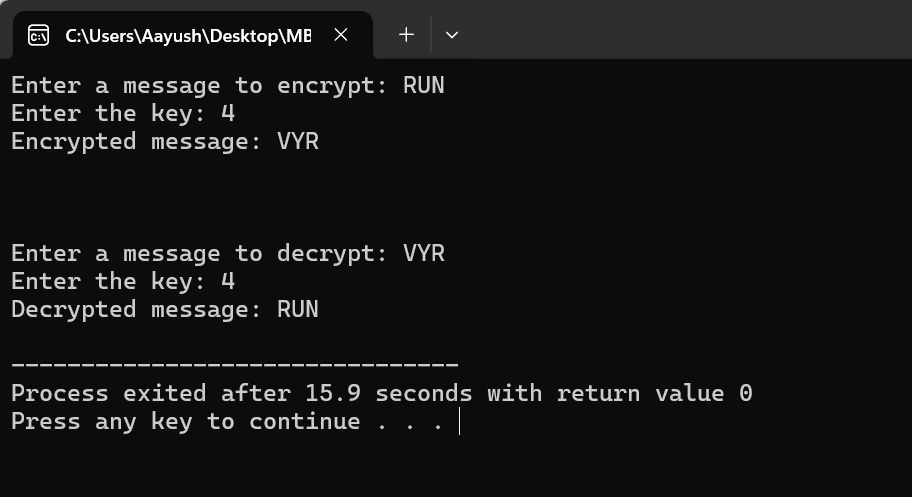 C:\Users\Aayush\Desktop\MB
Enter a message to encrypt: RUN
Enter the key: 4
Encrypted message: VYR
Enter a message to decrypt: VYR
Enter the key: 4
Decrypted message: RUN
--------------------------------
Process exited after 15.9 seconds with return value 0
Press any key to continue . . .